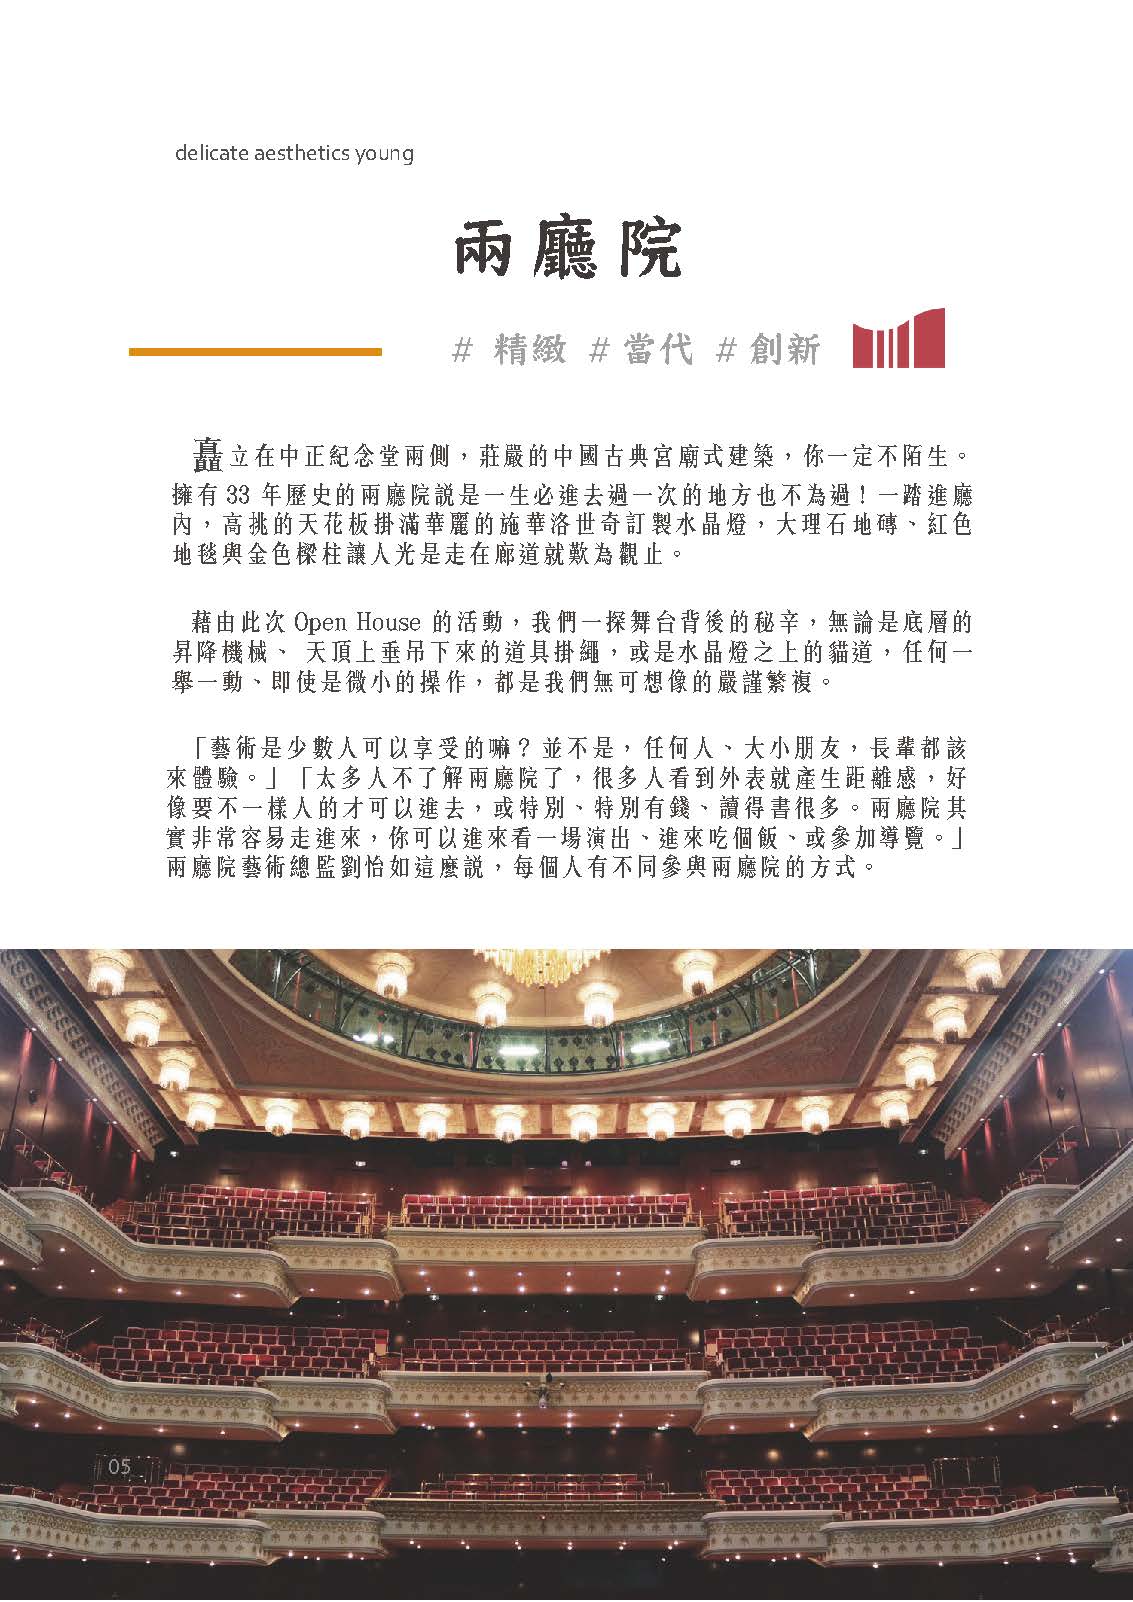 delicate aesthetics young
兩廳院
# 精緻 # 當代 # 創新
矗立在中正紀念堂兩側，莊嚴的中國古典宮廟式建築，你一定不陌生。
擁有 33 年歷史的兩廳院說是一生必進去過一次的地方也不為過！一踏進廳
內，高挑的天花板掛滿華麗的施華洛世奇訂製水晶燈，大理石地磚、紅色
地毯與金色樑柱讓人光是走在廊道就歎為觀止。
藉由此次 Open House 的活動，我們一探舞台背後的秘辛，無論是底層的
昇降機械、 天頂上垂吊下來的道具掛繩，或是水晶燈之上的貓道，任何一
舉一動、即使是微小的操作，都是我們無可想像的嚴謹繁複。
「藝術是少數人可以享受的嘛？並不是，任何人、大小朋友，長輩都該
來體驗。」「太多人不了解兩廳院了，很多人看到外表就產生距離感，好
像要不一樣人的才可以進去，或特別、特別有錢、讀得書很多。兩廳院其
實非常容易走進來，你可以進來看一場演出、進來吃個飯、或參加導覽。」
兩廳院藝術總監劉怡如這麼說，每個人有不同參與兩廳院的方式。
05